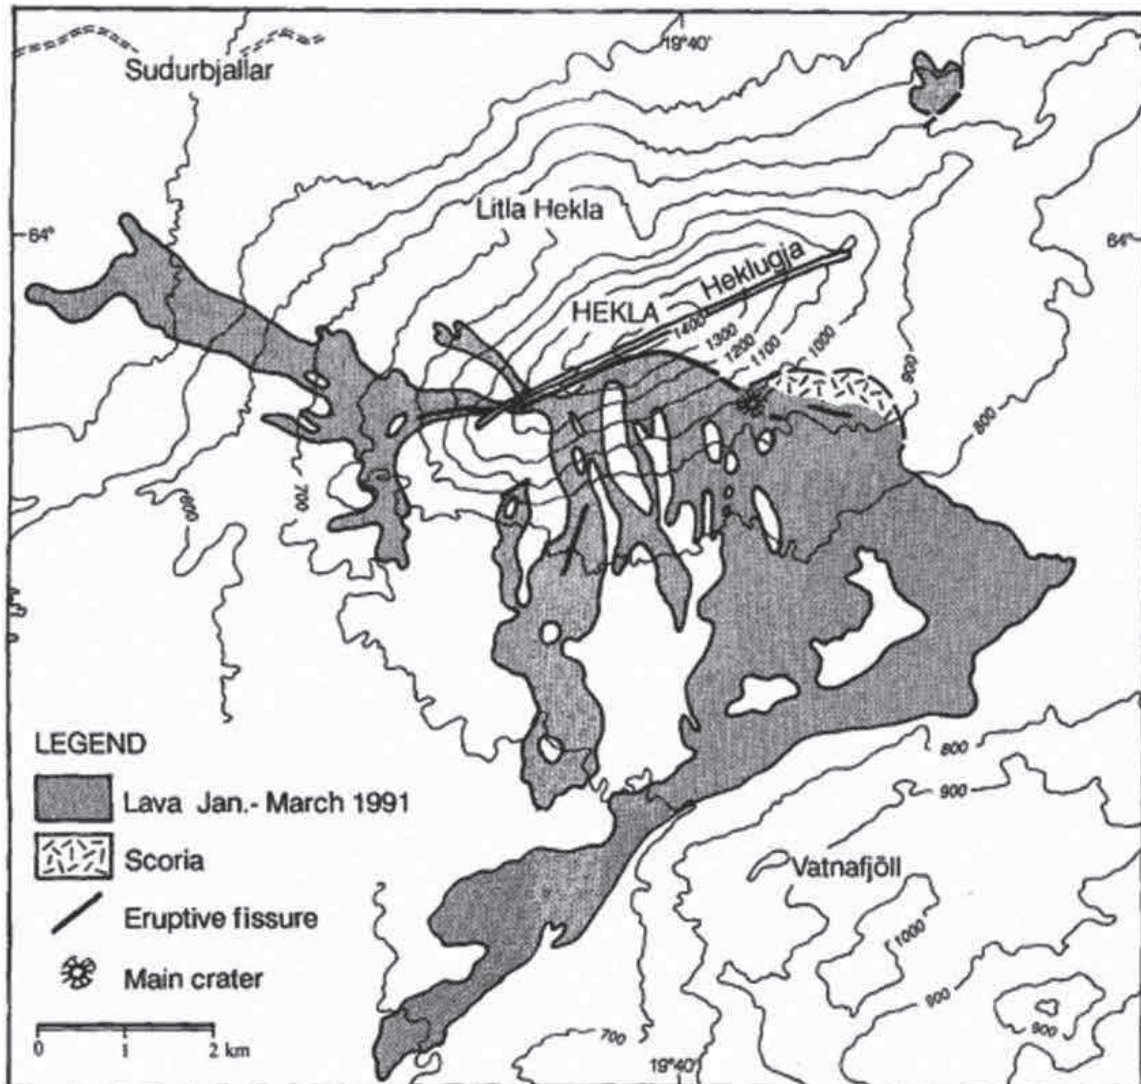 19°40'
Sudurbjallar
Litla Hekla
64°
64°
Heklugja
HEKLA
1400
1300
1200
1100
1000
900
800
700
600
LEGEND
Lava Jan.- March 1991
Scoria
Eruptive fissure
Main crater
0 1 2 km
800
900
Vatnafjöll
1000
900
900
700
19°40'